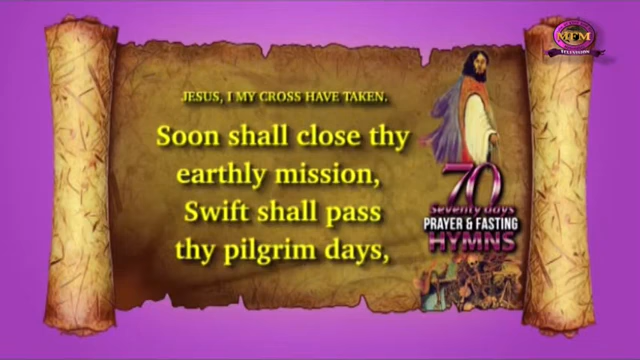 MFM
TELEVISION
JESUS, I MY CROSS HAVE TAKEN.
Soon shall close thy
earthly mission,
Swift shall pass
thy pilgrim days,
70
Seventy days
PRAYER & FASTING
HYMNS